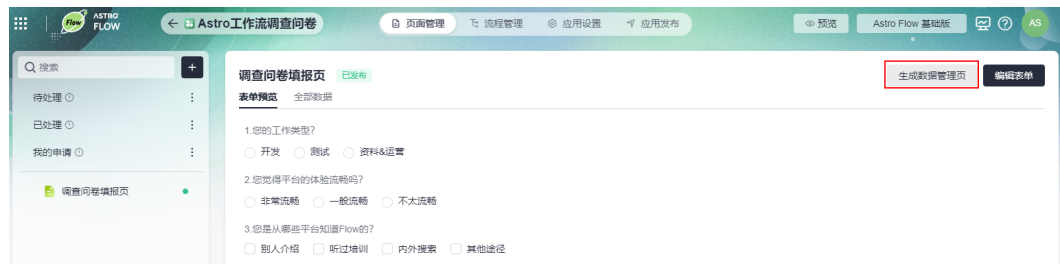 Flow ASTRO FLOW ← Astro工作流调查问卷 页面管理 流程管理 应用设置 应用发布 预览 Astro Flow 基础版 AS
搜索 +
调查问卷填报页 已发布 生成数据管理页 编辑表单
待处理
表单预览 全部数据
已处理
1.您的工作类型?
我的申请
开发 测试 资料&运营
2.您觉得平台的体验流畅吗?
调查问卷填报页
非常流畅 一般流畅 不太流畅
3.您是从哪些平台知道Flow的?
别人介绍 听过培训 内外搜索 其他途径